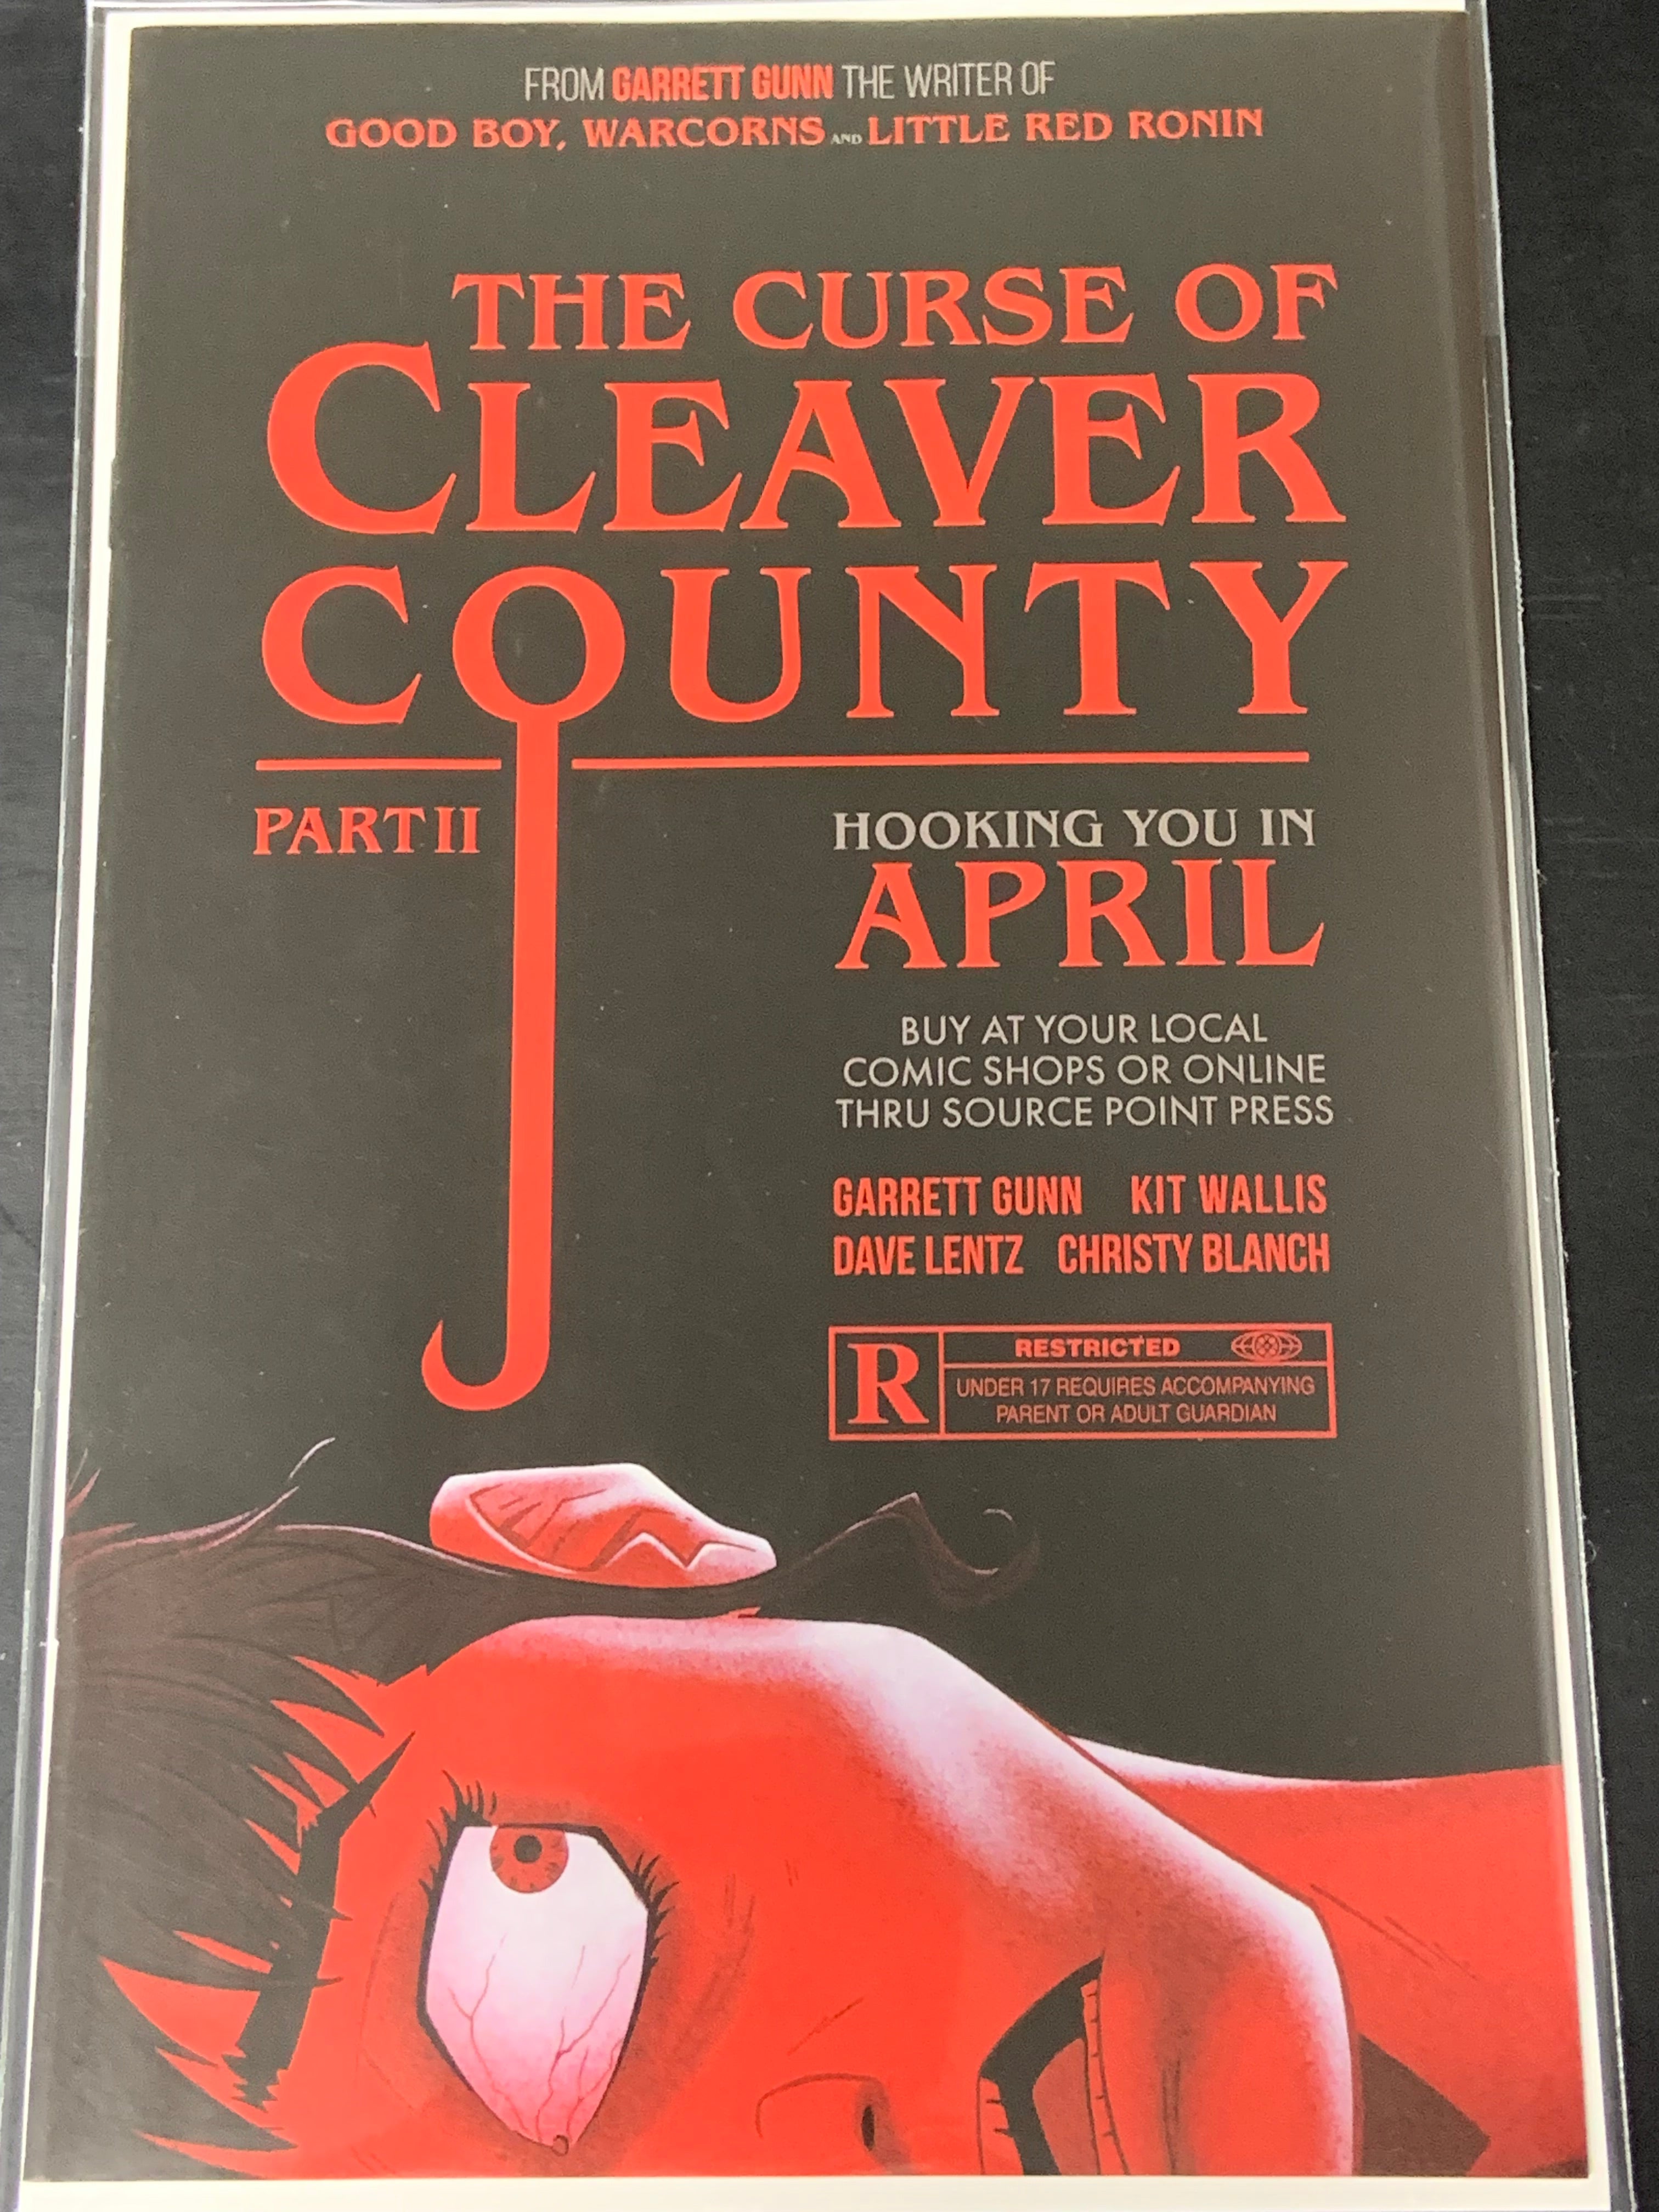 FROM GARRETT GUNN THE WRITER OF
GOOD BOY, WARCORNS AND LITTLE RED RONIN
THE CURSE OF
CLEAVER
COUNTY
PART II
HOOKING YOU IN
APRIL
BUY AT YOUR LOCAL
COMIC SHOPS OR ONLINE
THRU SOURCE POINT PRESS
GARRETT GUNN KIT WALLIS
DAVE LENTZ CHRISTY BLANCH
R
RESTRICTED
UNDER 17 REQUIRES ACCOMPANYING
PARENT OR ADULT GUARDIAN